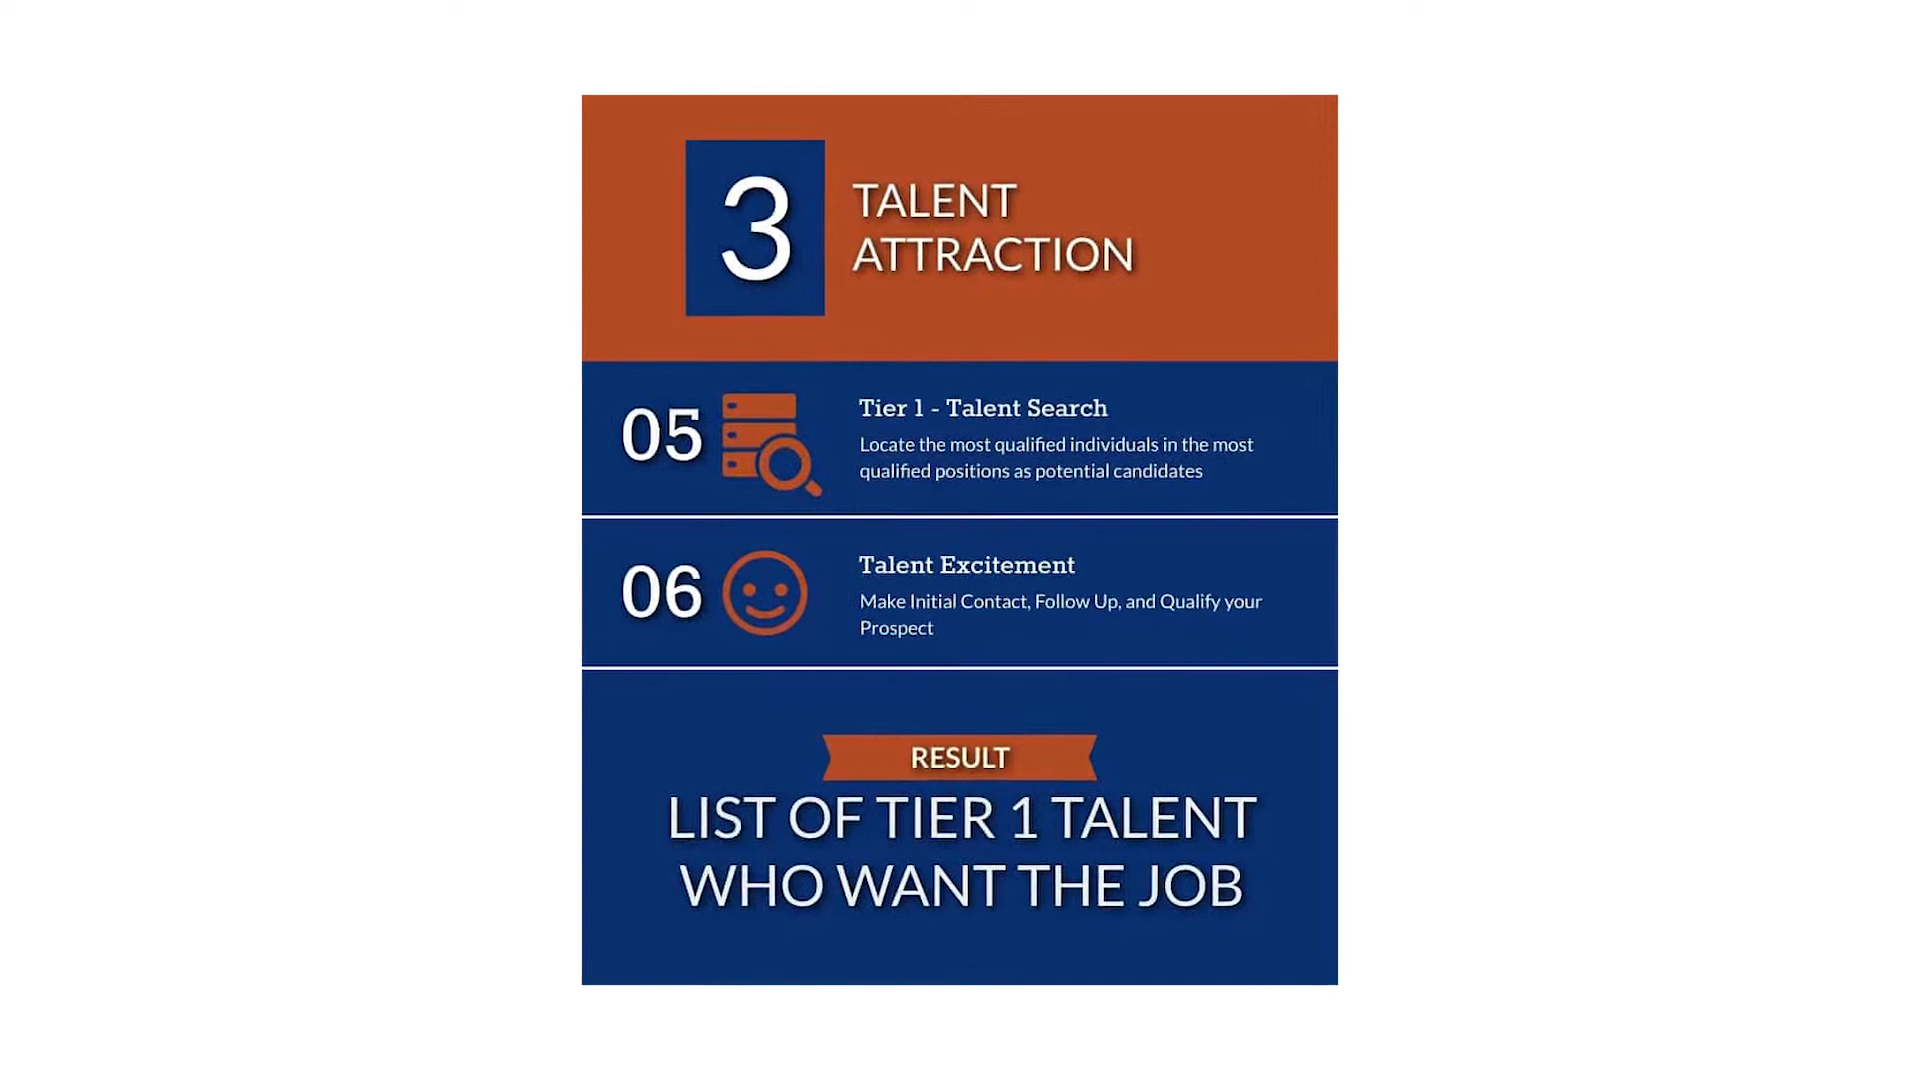 3
TALENT
ATTRACTION
05
Tier 1 - Talent Search
Locate the most qualified individuals in the most
qualified positions as potential candidates
06
Talent Excitement
Make Initial Contact, Follow Up, and Qualify your
Prospect
RESULT
LIST OF TIER 1 TALENT
WHO WANT THE JOB